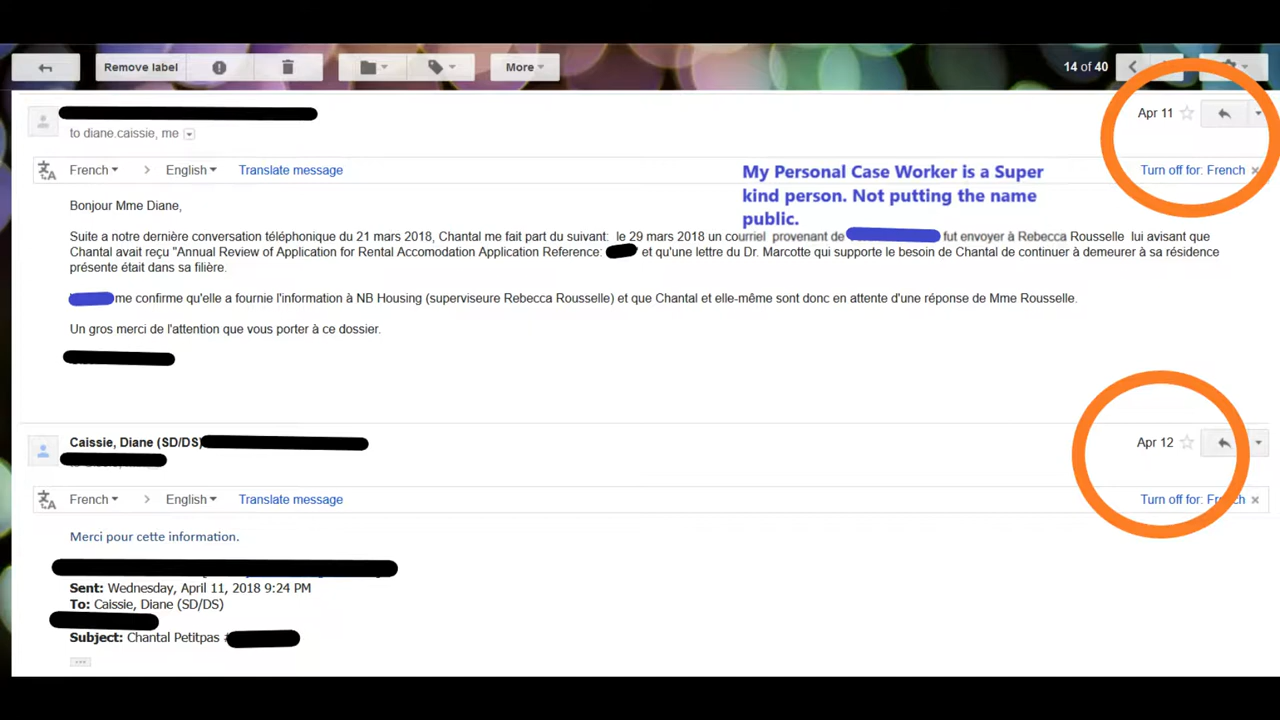 Remove label
More
14 of 40
Apr 11
to diane.caissie, me
French
English
Translate message
Turn off for: French
My Personal Case Worker is a Super
kind person. Not putting the name
public.
Bonjour Mme Diane,
Suite a notre dernière conversation téléphonique du 21 mars 2018, Chantal me fait part du suivant: le 29 mars 2018 un courriel provenant de fut envoyer à Rebecca Rousselle lui avisant que
Chantal avait reçu "Annual Review of Application for Rental Accomodation Application Reference: et qu'une lettre du Dr. Marcotte qui supporte le besoin de Chantal de continuer à demeurer à sa résidence
présente était dans sa filière.
me confirme qu'elle a fournie l'information à NB Housing (superviseure Rebecca Rousselle) et que Chantal et elle-même sont donc en attente d'une réponse de Mme Rousselle.
Un gros merci de l'attention que vous porter à ce dossier.
Caissie, Diane (SD/DS)
Apr 12
French
English
Translate message
Turn off for: French
Merci pour cette information.
Sent: Wednesday, April 11, 2018 9:24 PM
To: Caissie, Diane (SD/DS)
Subject: Chantal Petitpas